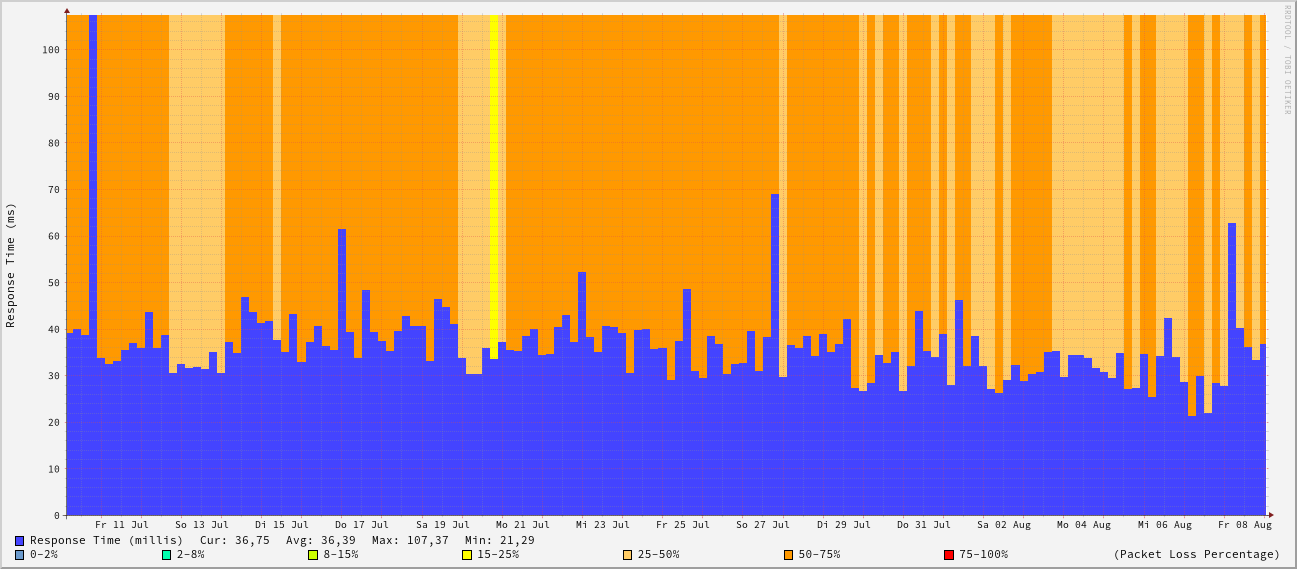 RRDTOOL / TOBI OETIKER
Response Time (ms)
100
90
80
70
60
50
40
30
20
10
0
Fr 11 Jul So 13 Jul Di 15 Jul Do 17 Jul Sa 19 Jul Mo 21 Jul Mi 23 Jul Fr 25 Jul So 27 Jul Di 29 Jul Do 31 Jul Sa 02 Aug Mo 04 Aug Mi 06 Aug Fr 08 Aug
Response Time (millis) Cur: 36,75 Avg: 36,39 Max: 107,37 Min: 21,29
0-2% 2-8% 8-15% 15-25% 25-50% 50-75% 75-100% (Packet Loss Percentage)